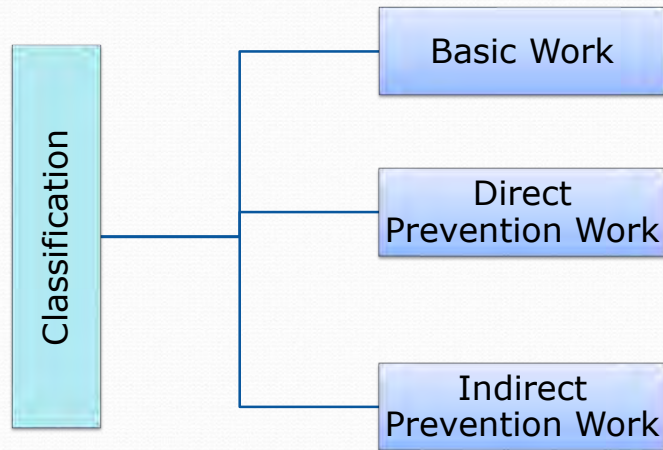 Classification
Basic Work
Direct
Prevention Work
Indirect
Prevention Work